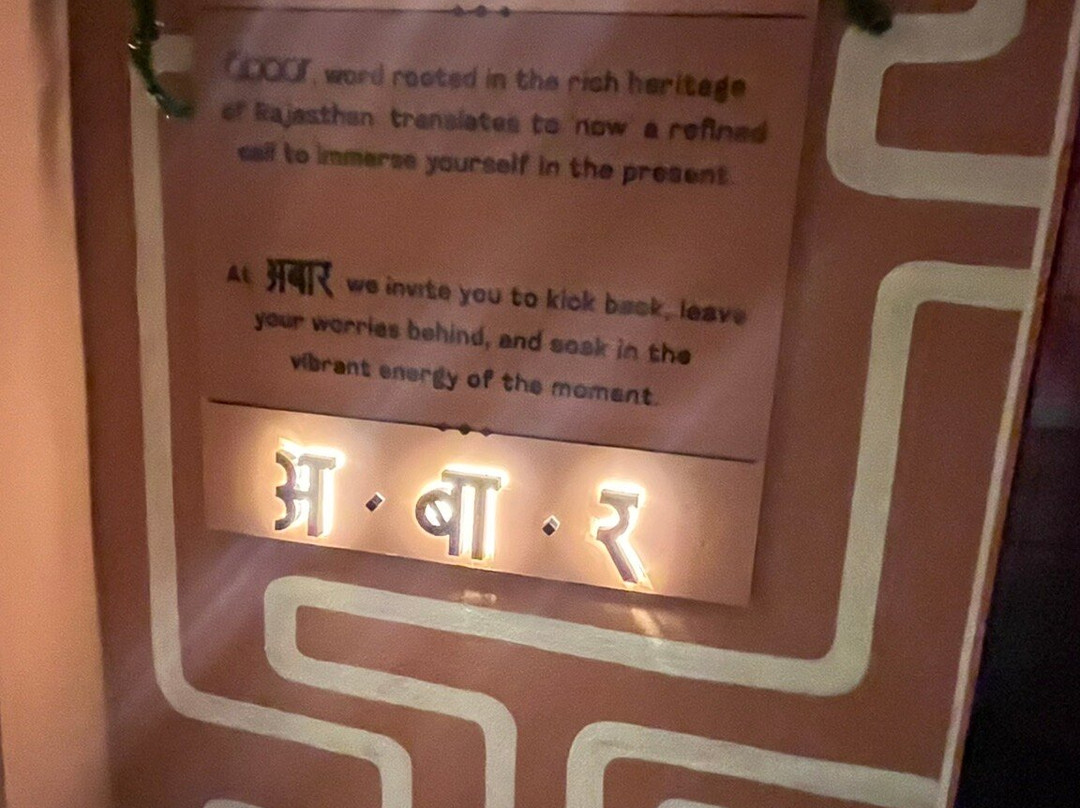 word rooted in the rich heritage
of Rajasthan translates to now a refined
call to immerse yourself in the present.
At अबार we invite you to kick back, leave
your worries behind, and soak in the
vibrant energy of the moment.
अ · बा · र